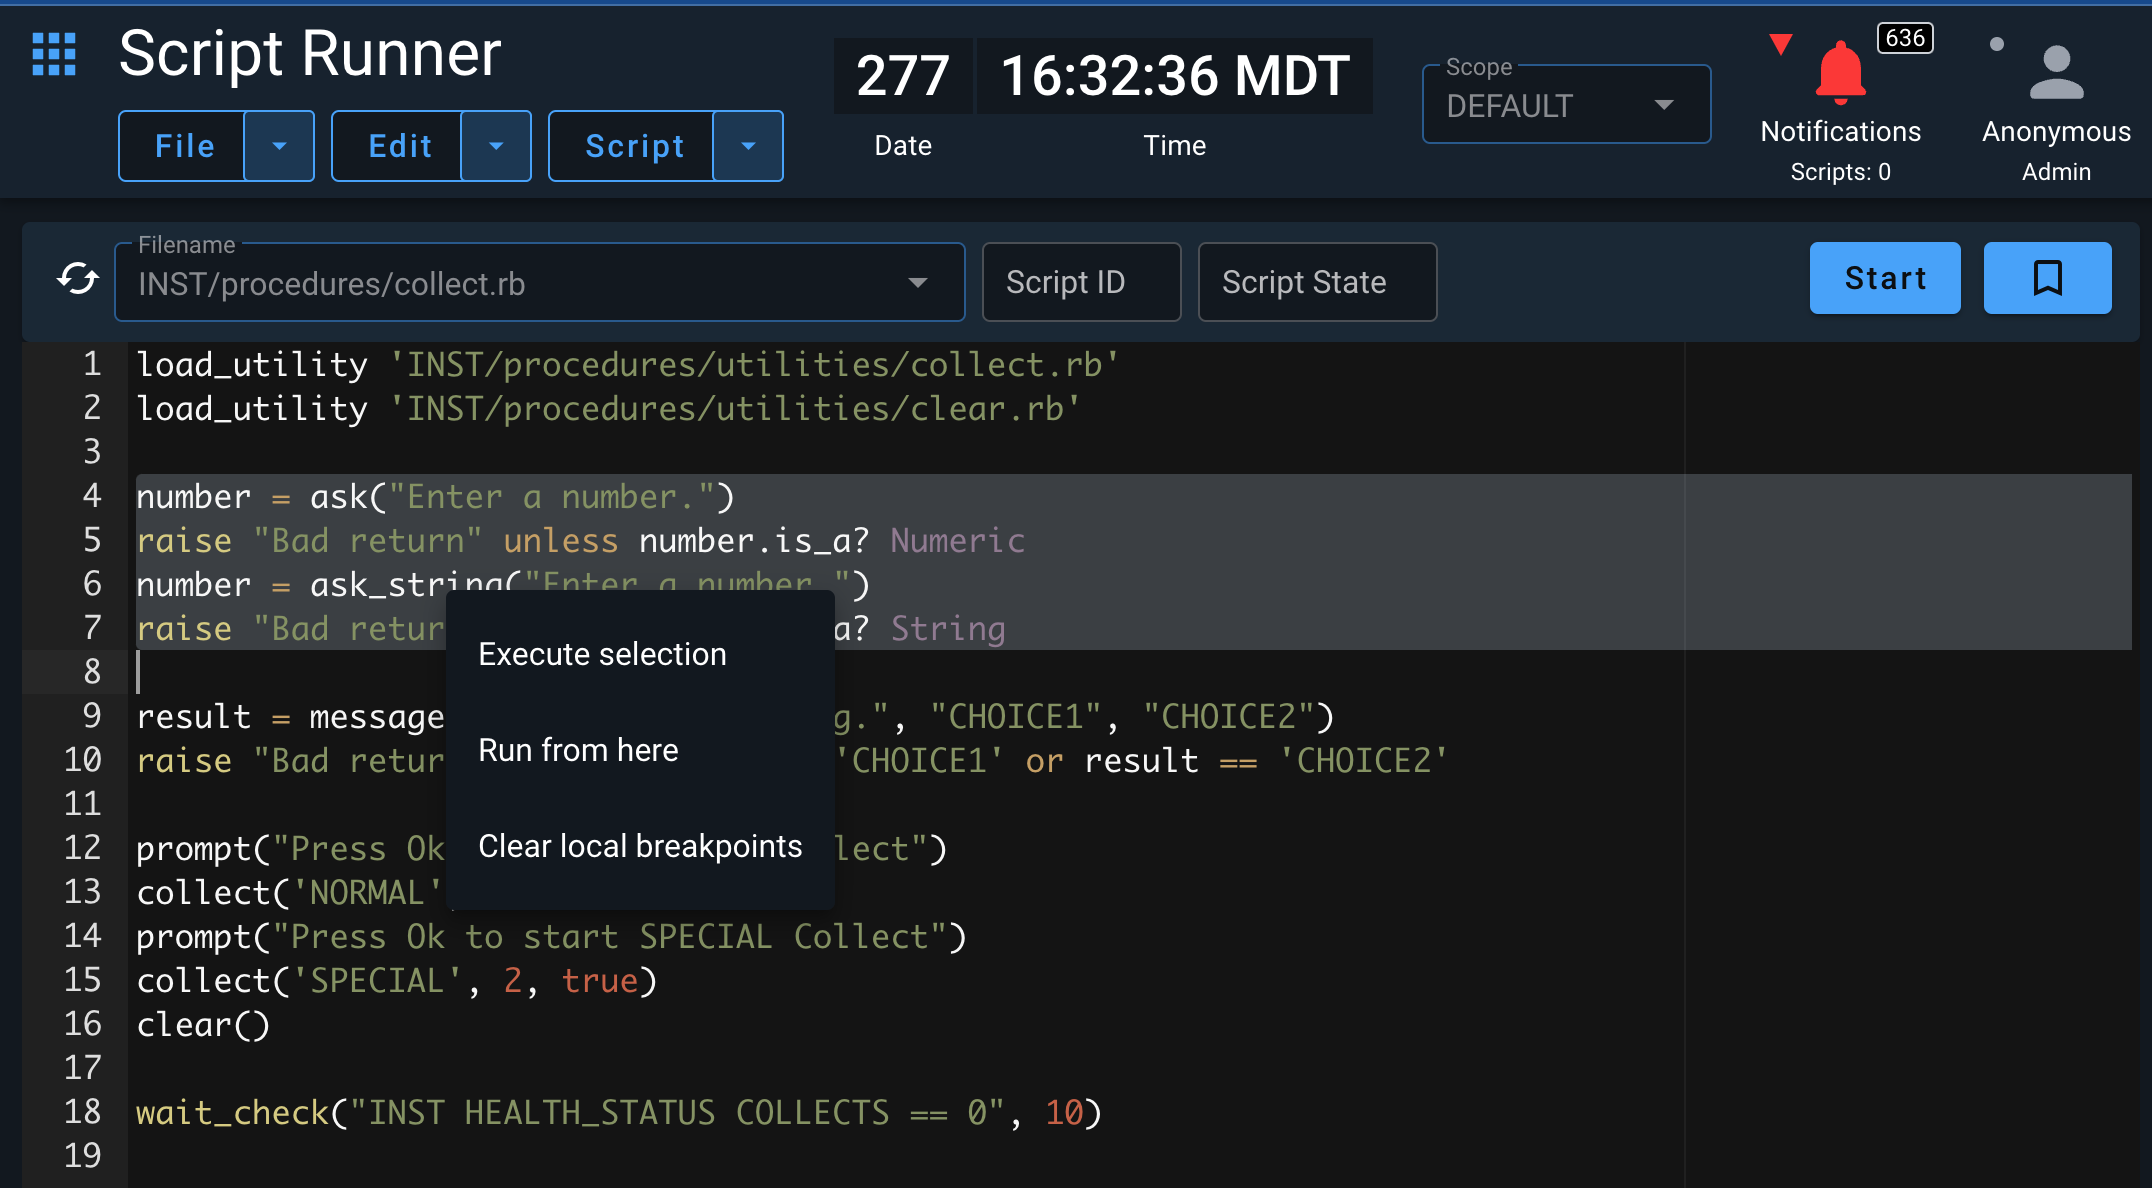 Script Runner
File
Edit
Script
277
Date
16:32:36 MDT
Time
Scope
DEFAULT
636
Notifications
Scripts: 0
Anonymous
Admin
Filename
INST/procedures/collect.rb
Script ID
Script State
Start
1 load_utility 'INST/procedures/utilities/collect.rb'
2 load_utility 'INST/procedures/utilities/clear.rb'
3
4 number = ask("Enter a number.")
5 raise "Bad return" unless number.is_a? Numeric
6 number = ask_string("Enter a number.")
7 raise "Bad retur a? String
8
9 result = message g.", "CHOICE1", "CHOICE2")
10 raise "Bad retur 'CHOICE1' or result == 'CHOICE2'
11
12 prompt("Press Ok lect")
13 collect('NORMAL'
14 prompt("Press Ok to start SPECIAL Collect")
15 collect('SPECIAL', 2, true)
16 clear()
17
18 wait_check("INST HEALTH_STATUS COLLECTS == 0", 10)
19
Execute selection
Run from here
Clear local breakpoints